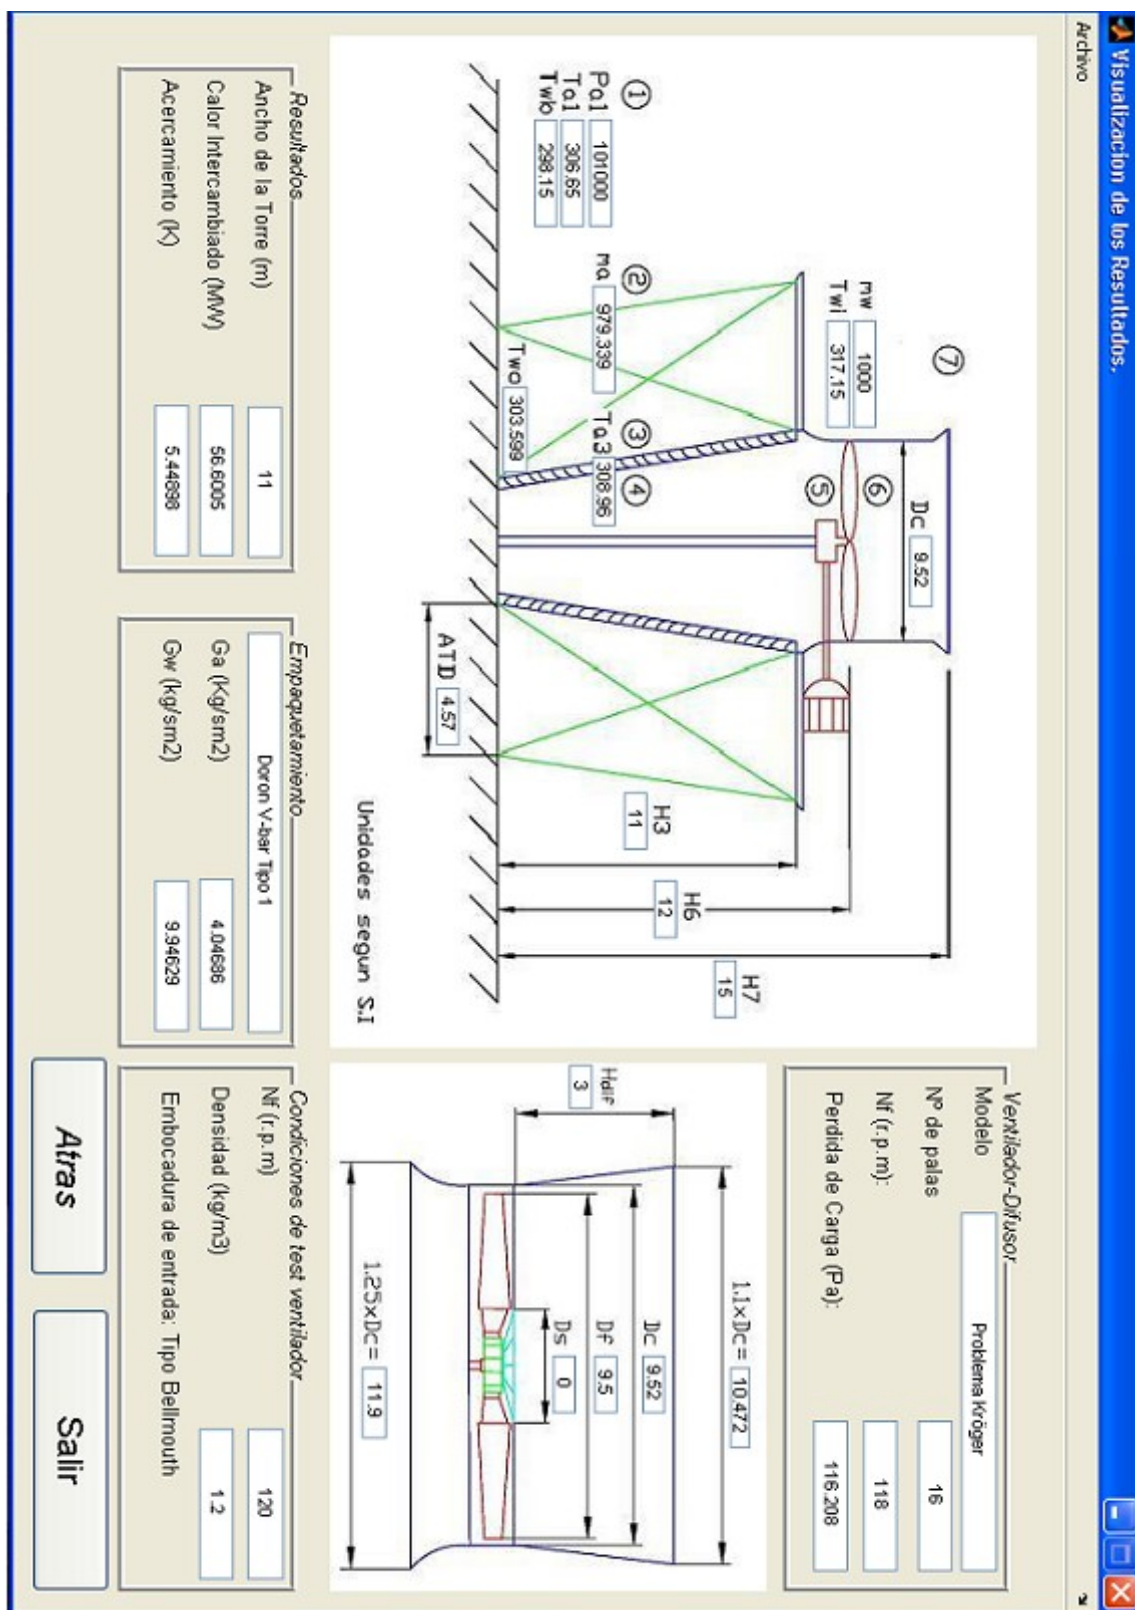 Visualizacion de los Resultados.
Archivo
7
mw 1000
Twi 317.15
Dc 9.52
6
5
1
Pa1 101000
Ta1 306.65
Twb 298.15
2
ma 979.339
3
Ta3 308.96
4
Two 303.599
H3
11
H6
12
H7
15
ATD 4.57
Unidades segun S.I
Ventilador-Difusor
Modelo Problema Kröger
Nº de palas 16
Nf (r.p.m): 118
Perdida de Carga (Pa): 116.208
1.1xDc= 10.472
Hdif
3
Dc 9.52
Df 9.5
Ds 0
1.25xDc= 11.9
Resultados
Ancho de la Torre (m) 11
Calor Intercambiado (MW) 56.6005
Acercamiento (K) 5.44898
Empaquetamiento
Doron V-bar Tipo1
Ga (Kg/sm2) 4.04686
Gw (kg/sm2) 9.94629
Condiciones de test ventilador
Nf (r.p.m) 120
Densidad (kg/m3) 1.2
Embocadura de entrada: Tipo Bellmouth
Atras
Salir